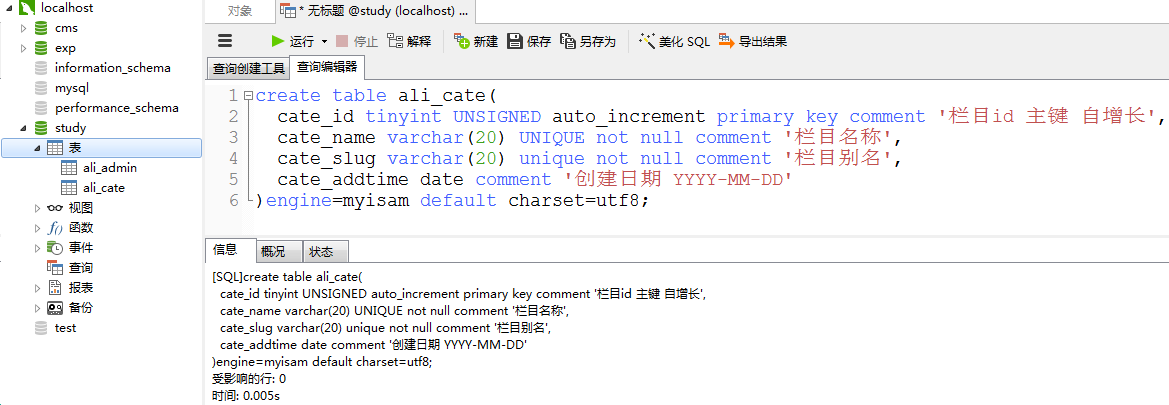 localhost
cms
exp
information_schema
mysql
performance_schema
study
表
ali_admin
ali_cate
视图
函数
事件
查询
报表
备份
test
对象
* 无标题 @study (localhost) ...
运行 停止 解释 新建 保存 另存为 美化 SQL 导出结果
查询创建工具 查询编辑器
1 create table ali_cate(
2 cate_id tinyint UNSIGNED auto_increment primary key comment '栏目id 主键 自增长',
3 cate_name varchar(20) UNIQUE not null comment '栏目名称',
4 cate_slug varchar(20) unique not null comment '栏目别名',
5 cate_addtime date comment '创建日期 YYYY-MM-DD'
6 )engine=myisam default charset=utf8;
信息 概况 状态
[SQL]create table ali_cate(
cate_id tinyint UNSIGNED auto_increment primary key comment '栏目id 主键 自增长',
cate_name varchar(20) UNIQUE not null comment '栏目名称',
cate_slug varchar(20) unique not null comment '栏目别名',
cate_addtime date comment '创建日期 YYYY-MM-DD'
)engine=myisam default charset=utf8;
受影响的行: 0
时间: 0.005s